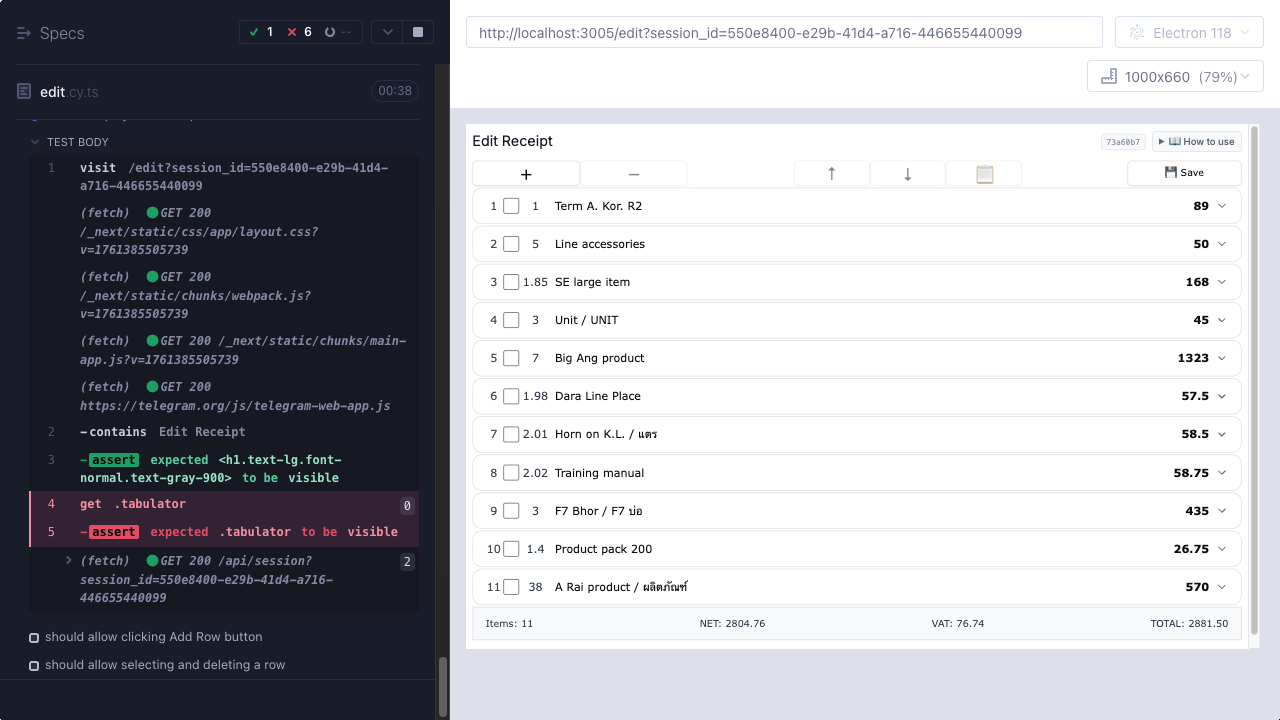 Specs
1
6
--
edit.cy.ts
00:38
TEST BODY
1 visit /edit?session_id=550e8400-e29b-41d4-
a716-446655440099
(fetch) GET 200
/_next/static/css/app/layout.css?
v=1761385505739
(fetch) GET 200
/_next/static/chunks/webpack.js?
v=1761385505739
(fetch) GET 200 /_next/static/chunks/main-
app.js?v=1761385505739
(fetch) GET 200
https://telegram.org/js/telegram-web-app.js
2 -contains Edit Receipt
3 -assert expected <h1.text-lg.font-
normal.text-gray-900> to be visible
4 get .tabulator 0
5 -assert expected .tabulator to be visible
(fetch) GET 200 /api/session? 2
session_id=550e8400-e29b-41d4-a716-
446655440099
should allow clicking Add Row button
should allow selecting and deleting a row
http://localhost:3005/edit?session_id=550e8400-e29b-41d4-a716-446655440099
Electron 118
1000x660 (79%)
Edit Receipt
73a60b7
How to use
+
−
↑
↓
Save
1 1 Term A. Kor. R2 89
2 5 Line accessories 50
3 1.85 SE large item 168
4 3 Unit / UNIT 45
5 7 Big Ang product 1323
6 1.98 Dara Line Place 57.5
7 2.01 Horn on K.L. / แตร 58.5
8 2.02 Training manual 58.75
9 3 F7 Bhor / F7 บ่อ 435
10 1.4 Product pack 200 26.75
11 38 A Rai product / ผลิตภัณฑ์ 570
Items: 11 NET: 2804.76 VAT: 76.74 TOTAL: 2881.50